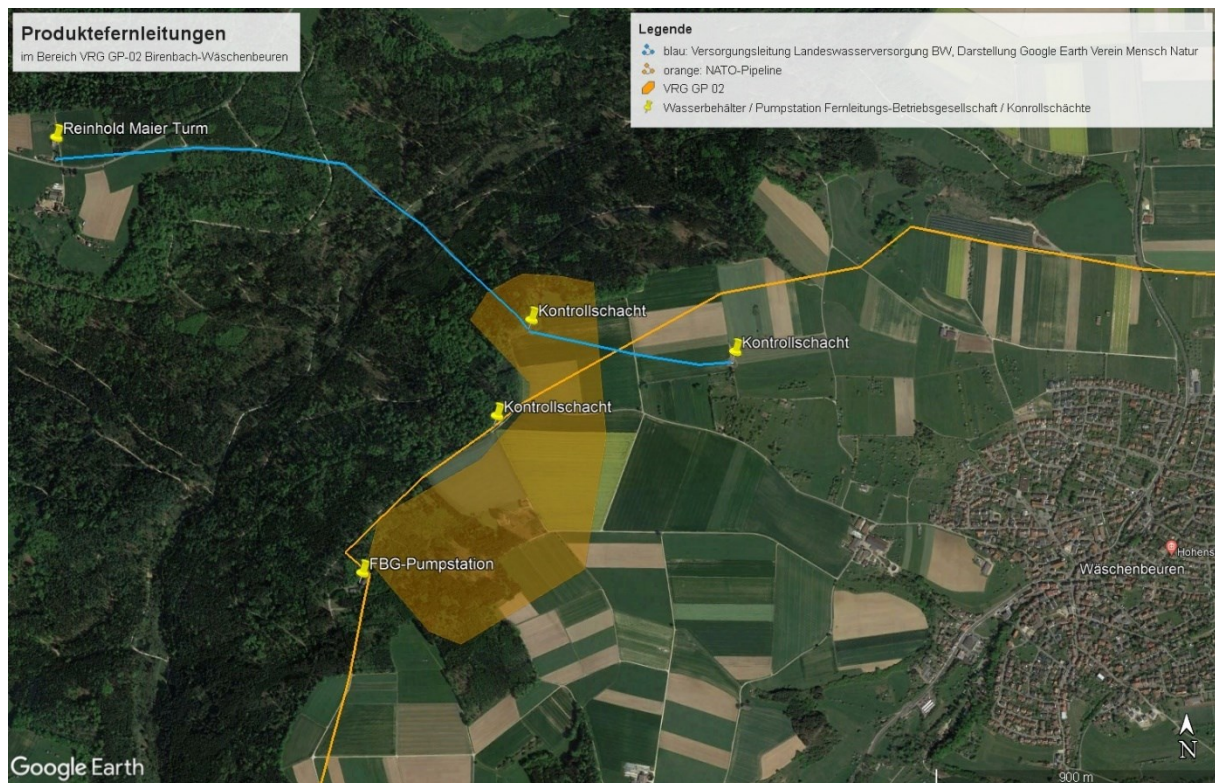 Produktefernleitungen
im Bereich VRG GP-02 Birenbach-Wäschenbeuren
Legende
blau: Versorgungsleitung Landeswasserversorgung BW, Darstellung Google Earth Verein Mensch Natur
orange: NATO-Pipeline
VRG GP 02
Wasserbehälter / Pumpstation Fernleitungs-Betriebsgesellschaft / Konrollschächte
Reinhold Maier Turm
Kontrollschacht
Kontrollschacht
Kontrollschacht
FBG-Pumpstation
Hohens
Wäschenbeuren
N
Google Earth
900 m